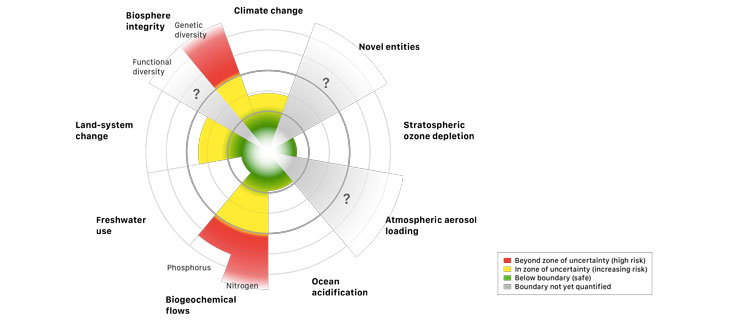 Climate change
Biosphere
integrity
Genetic
diversity
Novel entities
Functional
diversity
?
?
Land-system
change
Stratospheric
ozone depletion
?
Freshwater
use
Atmospheric aerosol
loading
Phosphorus
Nitrogen
Ocean
acidification
Biogeochemical
flows
Beyond zone of uncertainty (high risk)
In zone of uncertainty (increasing risk)
Below boundary (safe)
Boundary not yet quantified